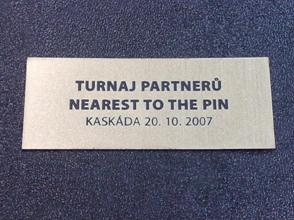 TURNAJ PARTNERŮ
NEAREST TO THE PIN
KASKÁDA 20. 10. 2007